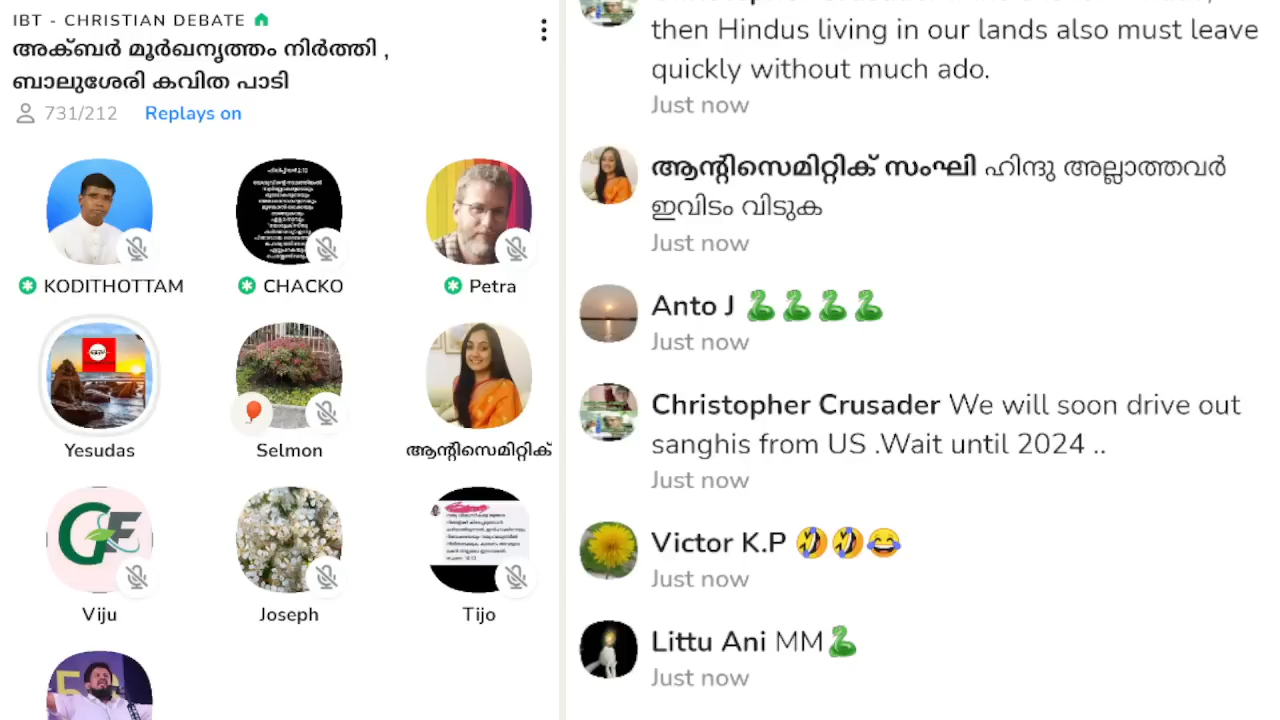 IBT - CHRISTIAN DEBATE
അക്ബർ മൂർഖനൃത്തം നിർത്തി ,
ബാലുശേരി കവിത പാടി
731/212 Replays on
KODITHOTTAM
CHACKO
Petra
Yesudas
Selmon
ആന്റിസെമിറ്റിക്
Viju
Joseph
Tijo
then Hindus living in our lands also must leave
quickly without much ado.
Just now
ആന്റിസെമിറ്റിക് സംഘി ഹിന്ദു അല്ലാത്തവർ
ഇവിടം വിടുക
Just now
Anto J 🐍🐍🐍🐍
Just now
Christopher Crusader We will soon drive out
sanghis from US .Wait until 2024 ..
Just now
Victor K.P 🤣🤣😂
Just now
Littu Ani MM🐍
Just now